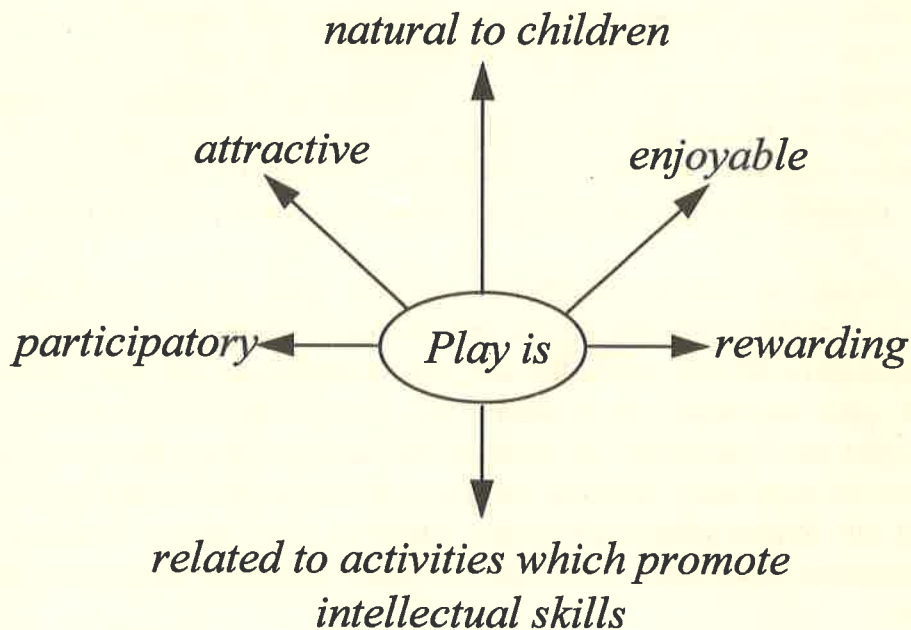 natural to children
attractive
enjoyable
participatory
Play is
rewarding
related to activities which promote
intellectual skills